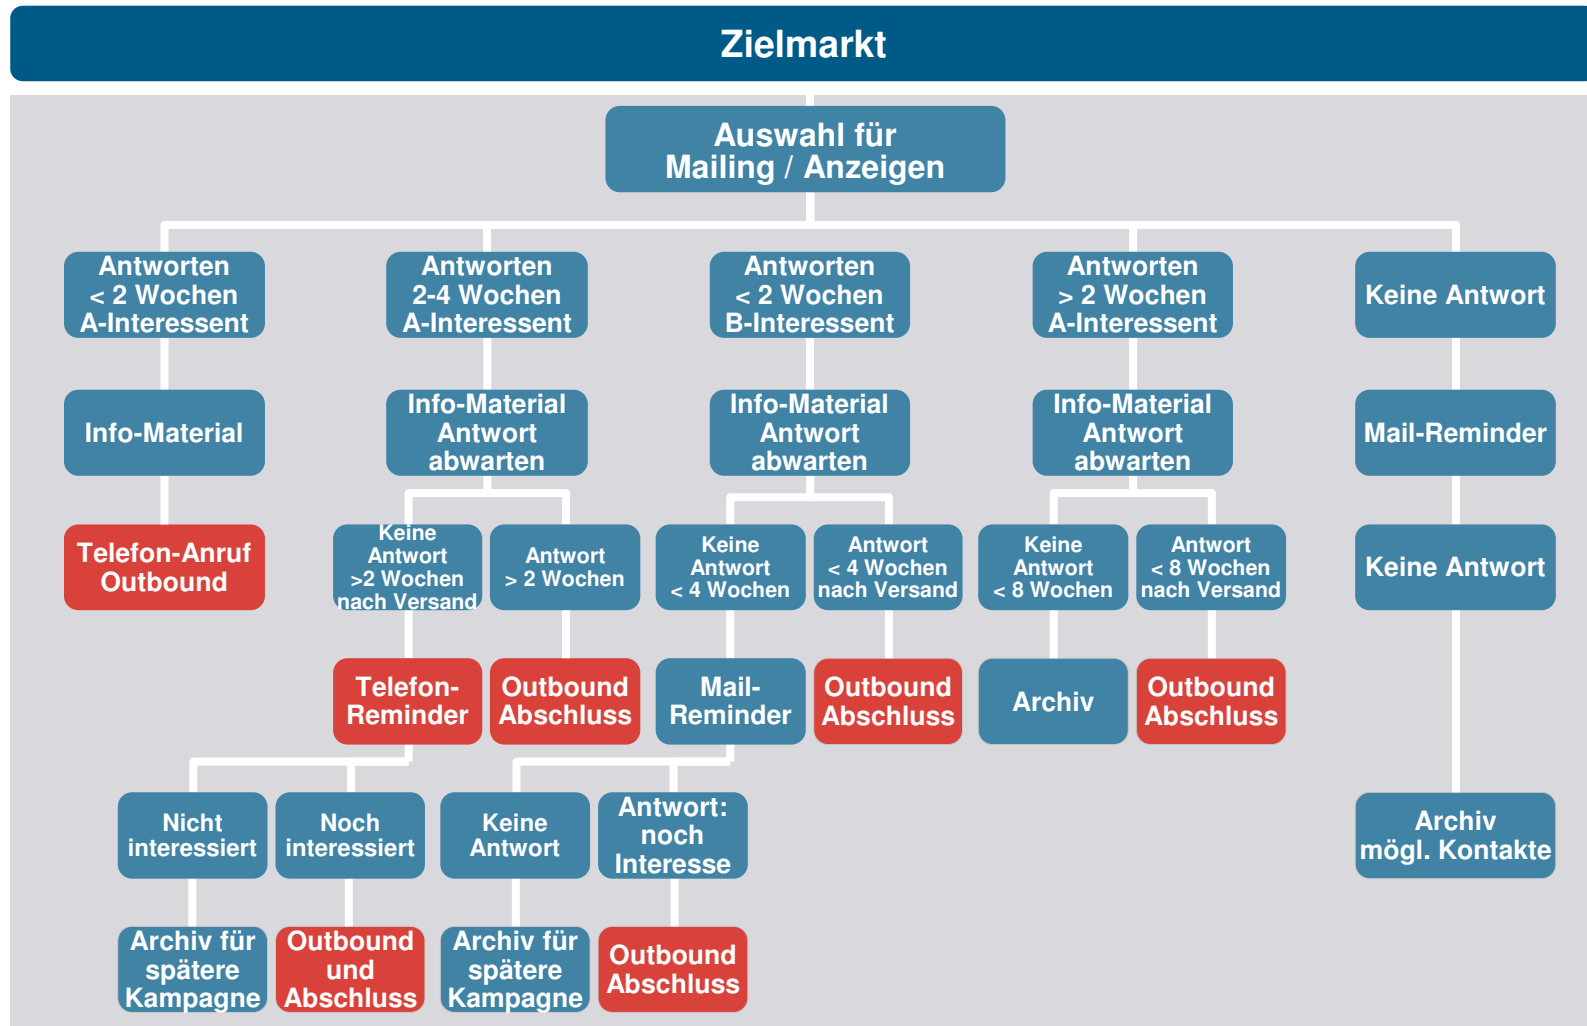 Zielmarkt
Auswahl für
Mailing / Anzeigen
Antworten
< 2 Wochen
A-Interessent
Antworten
2-4 Wochen
A-Interessent
Antworten
< 2 Wochen
B-Interessent
Antworten
> 2 Wochen
A-Interessent
Keine Antwort
Info-Material
Info-Material
Antwort
abwarten
Info-Material
Antwort
abwarten
Info-Material
Antwort
abwarten
Mail-Reminder
Telefon-Anruf
Outbound
Keine
Antwort
>2 Wochen
nach Versand
Antwort
> 2 Wochen
Keine
Antwort
< 4 Wochen
Antwort
< 4 Wochen
nach Versand
Keine
Antwort
< 8 Wochen
Antwort
< 8 Wochen
nach Versand
Keine Antwort
Telefon-
Reminder
Outbound
Abschluss
Mail-
Reminder
Outbound
Abschluss
Archiv
Outbound
Abschluss
Nicht
interessiert
Noch
interessiert
Keine
Antwort
Antwort:
noch
Interesse
Archiv
mögl. Kontakte
Archiv für
spätere
Kampagne
Outbound
und
Abschluss
Archiv für
spätere
Kampagne
Outbound
Abschluss